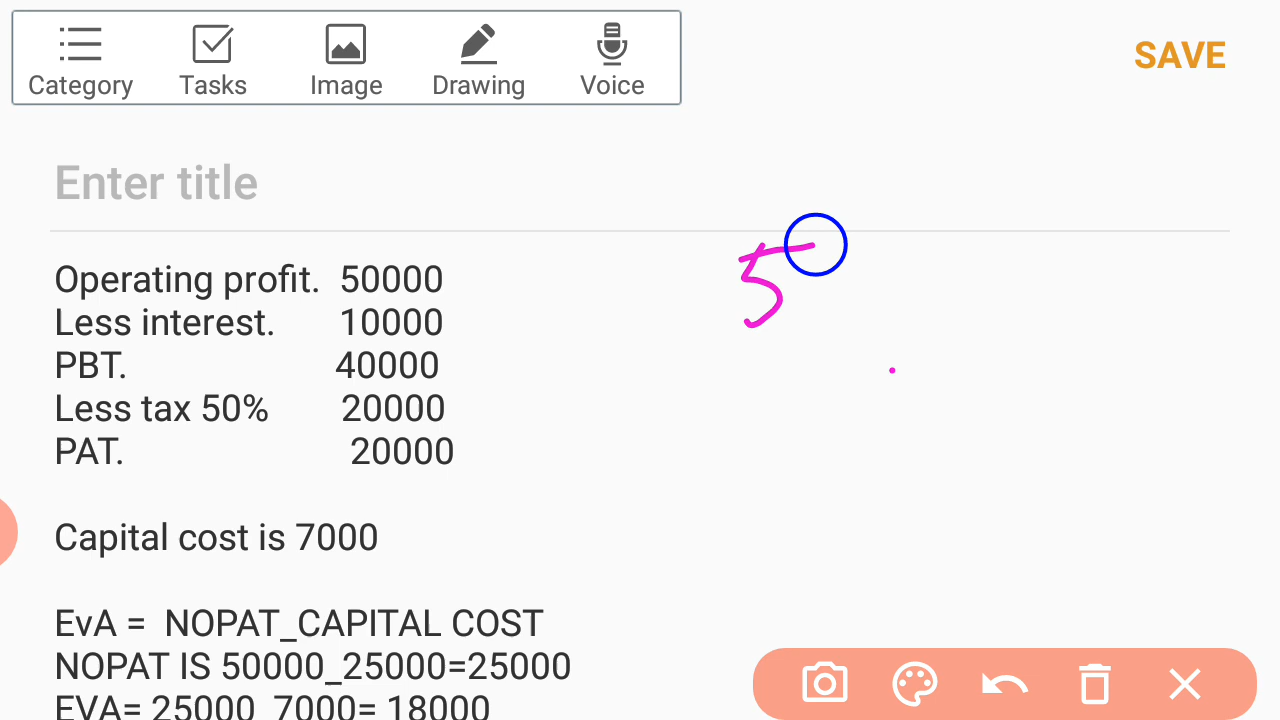 Category Tasks Image Drawing Voice
SAVE
Enter title
5
Operating profit. 50000
Less interest. 10000
PBT. 40000
Less tax 50% 20000
PAT. 20000
Capital cost is 7000
EvA = NOPAT_CAPITAL COST
NOPAT IS 50000_25000=25000
EVA= 25000_7000= 18000